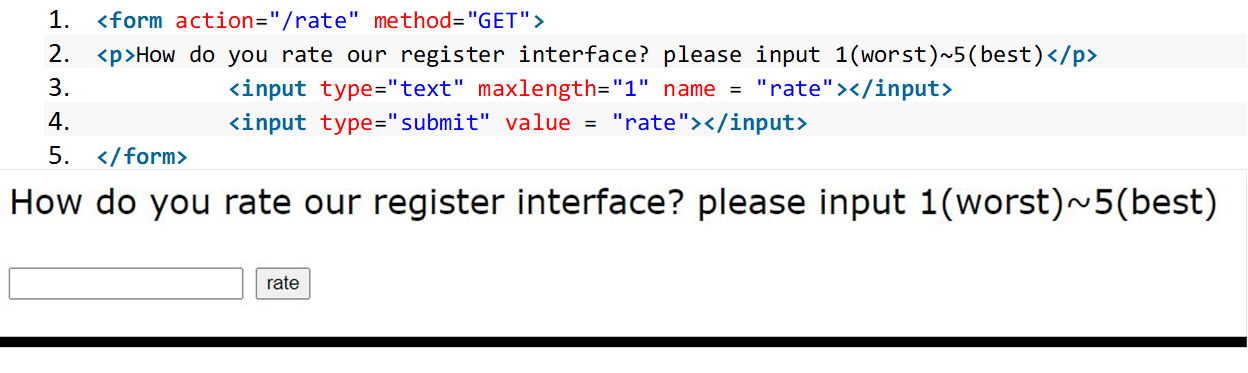 1. <form action="/rate" method="GET">
2. <p>How do you rate our register interface? please input 1(worst)~5(best)</p>
3. <input type="text" maxlength="1" name = "rate"></input>
4. <input type="submit" value = "rate"></input>
5. </form>
How do you rate our register interface? please input 1(worst)~5(best)
rate